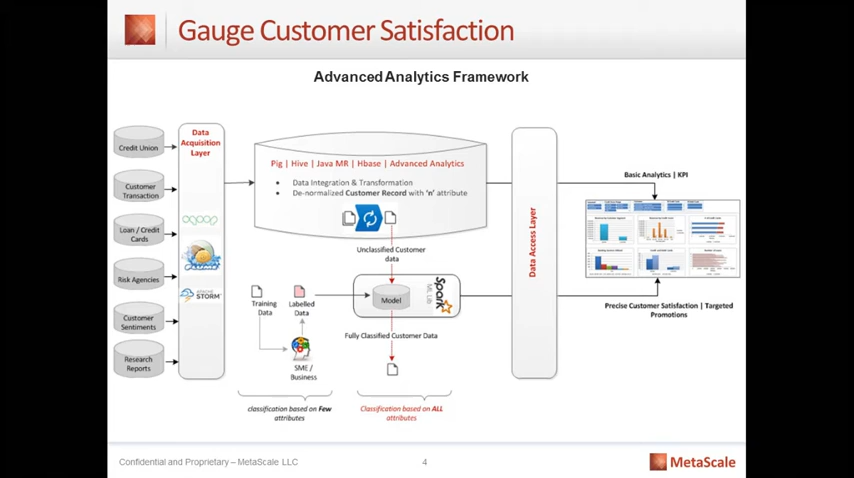 Gauge Customer Satisfaction
Advanced Analytics Framework
Credit Union
Customer
Transaction
Loan / Credit
Cards
Risk Agencies
Customer
Sentiments
Research
Reports
Data
Acquisition
Layer
sqoop
APACHE
STORM
Pig | Hive | Java MR | Hbase | Advanced Analytics
• Data Integration & Transformation
• De-normalized Customer Record with 'n' attribute
Unclassified Customer
data
Training
Data
Labelled
Data
Model
Spark
MLlib
SME /
Business
Fully Classified Customer Data
classification based on Few
attributes
Classification based on ALL
attributes
Data Access Layer
Basic Analytics | KPI
Precise Customer Satisfaction | Targeted
Promotions
Confidential and Proprietary – MetaScale LLC
4
MetaScale